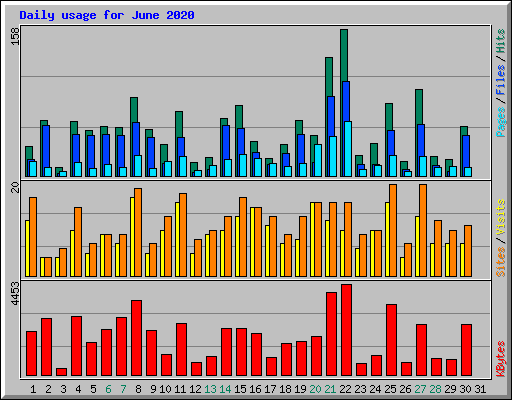 Daily usage for June 2020
158
Pages / Files / Hits
20
Sites / Visits
4453
KBytes
1 2 3 4 5 6 7 8 9 10 11 12 13 14 15 16 17 18 19 20 21 22 23 24 25 26 27 28 29 30 31